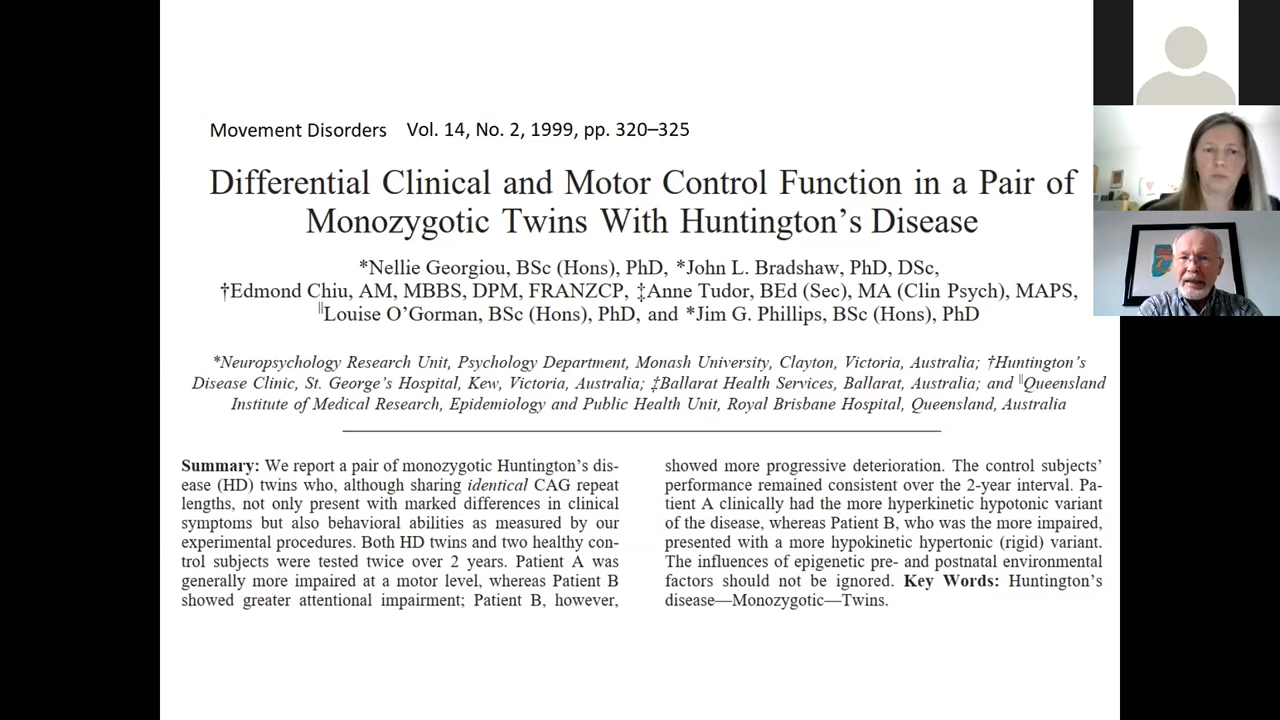 Movement Disorders Vol. 14, No. 2, 1999, pp. 320–325
Differential Clinical and Motor Control Function in a Pair of
Monozygotic Twins With Huntington's Disease
*Nellie Georgiou, BSc (Hons), PhD, *John L. Bradshaw, PhD, DSc,
†Edmond Chiu, AM, MBBS, DPM, FRANZCP, ‡Anne Tudor, BEd (Sec), MA (Clin Psych), MAPS,
‖Louise O'Gorman, BSc (Hons), PhD, and *Jim G. Phillips, BSc (Hons), PhD
*Neuropsychology Research Unit, Psychology Department, Monash University, Clayton, Victoria, Australia; †Huntington's
Disease Clinic, St. George's Hospital, Kew, Victoria, Australia; ‡Ballarat Health Services, Ballarat, Australia; and ‖Queensland
Institute of Medical Research, Epidemiology and Public Health Unit, Royal Brisbane Hospital, Queensland, Australia
Summary: We report a pair of monozygotic Huntington's dis-
ease (HD) twins who, although sharing identical CAG repeat
lengths, not only present with marked differences in clinical
symptoms but also behavioral abilities as measured by our
experimental procedures. Both HD twins and two healthy con-
trol subjects were tested twice over 2 years. Patient A was
generally more impaired at a motor level, whereas Patient B
showed greater attentional impairment; Patient B, however,
showed more progressive deterioration. The control subjects'
performance remained consistent over the 2-year interval. Pa-
tient A clinically had the more hyperkinetic hypotonic variant
of the disease, whereas Patient B, who was the more impaired,
presented with a more hypokinetic hypertonic (rigid) variant.
The influences of epigenetic pre- and postnatal environmental
factors should not be ignored. Key Words: Huntington's
disease—Monozygotic—Twins.